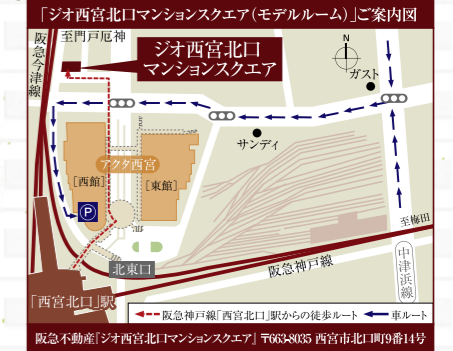 「ジオ西宮北口マンションスクエア(モデルルーム)」ご案内図
至門戸厄神
阪急今津線
ジオ西宮北口
マンションスクエア
N
ガスト
サンディ
アクタ西宮
[西館]
[東館]
P
至梅田
北東口
阪急神戸線
中津浜線
「西宮北口」駅
阪急神戸線「西宮北口」駅からの徒歩ルート
車ルート
阪急不動産『ジオ西宮北口マンションスクエア』 〒663-8035 西宮市北口町9番14号